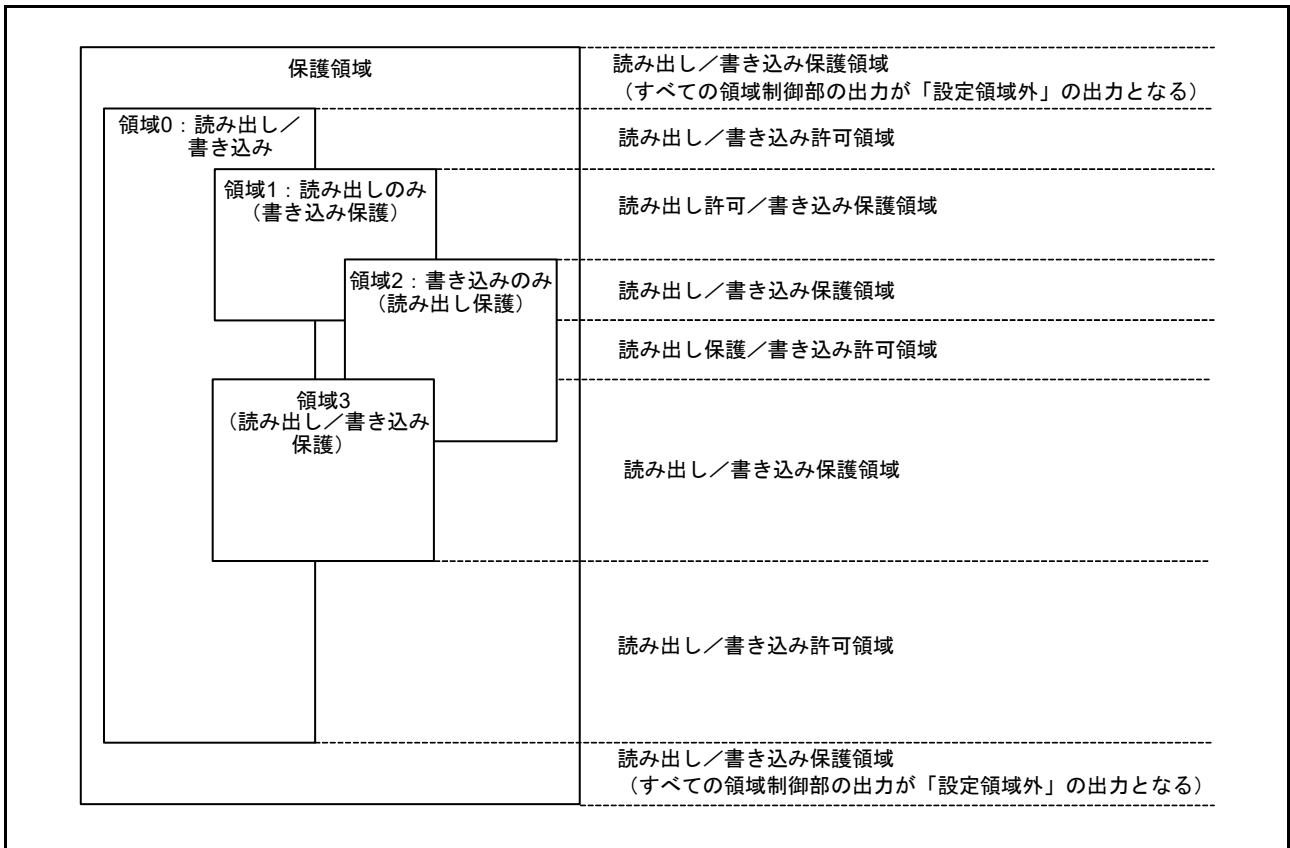 保護領域
読み出し／書き込み保護領域
（すべての領域制御部の出力が「設定領域外」の出力となる）
領域0：読み出し／
書き込み
読み出し／書き込み許可領域
領域1：読み出しのみ
（書き込み保護）
読み出し許可／書き込み保護領域
領域2：書き込みのみ
（読み出し保護）
読み出し／書き込み保護領域
読み出し保護／書き込み許可領域
領域3
（読み出し／書き込み
保護）
読み出し／書き込み保護領域
読み出し／書き込み許可領域
読み出し／書き込み保護領域
（すべての領域制御部の出力が「設定領域外」の出力となる）